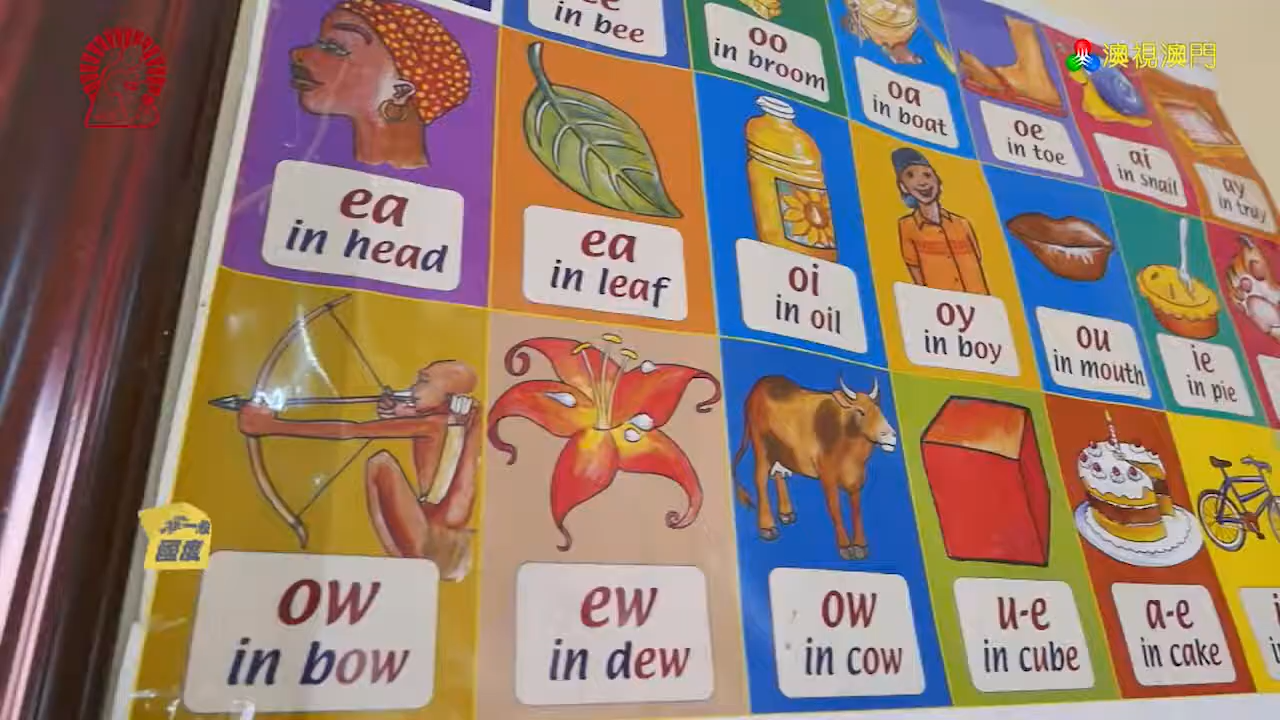 澳視澳門
in bee
oo
in broom
oa
in boat
oe
in toe
ai
in snail
ay
in tray
ea
in head
ea
in leaf
oi
in oil
oy
in boy
ou
in mouth
ie
in pie
ow
in bow
ew
in dew
ow
in cow
u-e
in cube
a-e
in cake